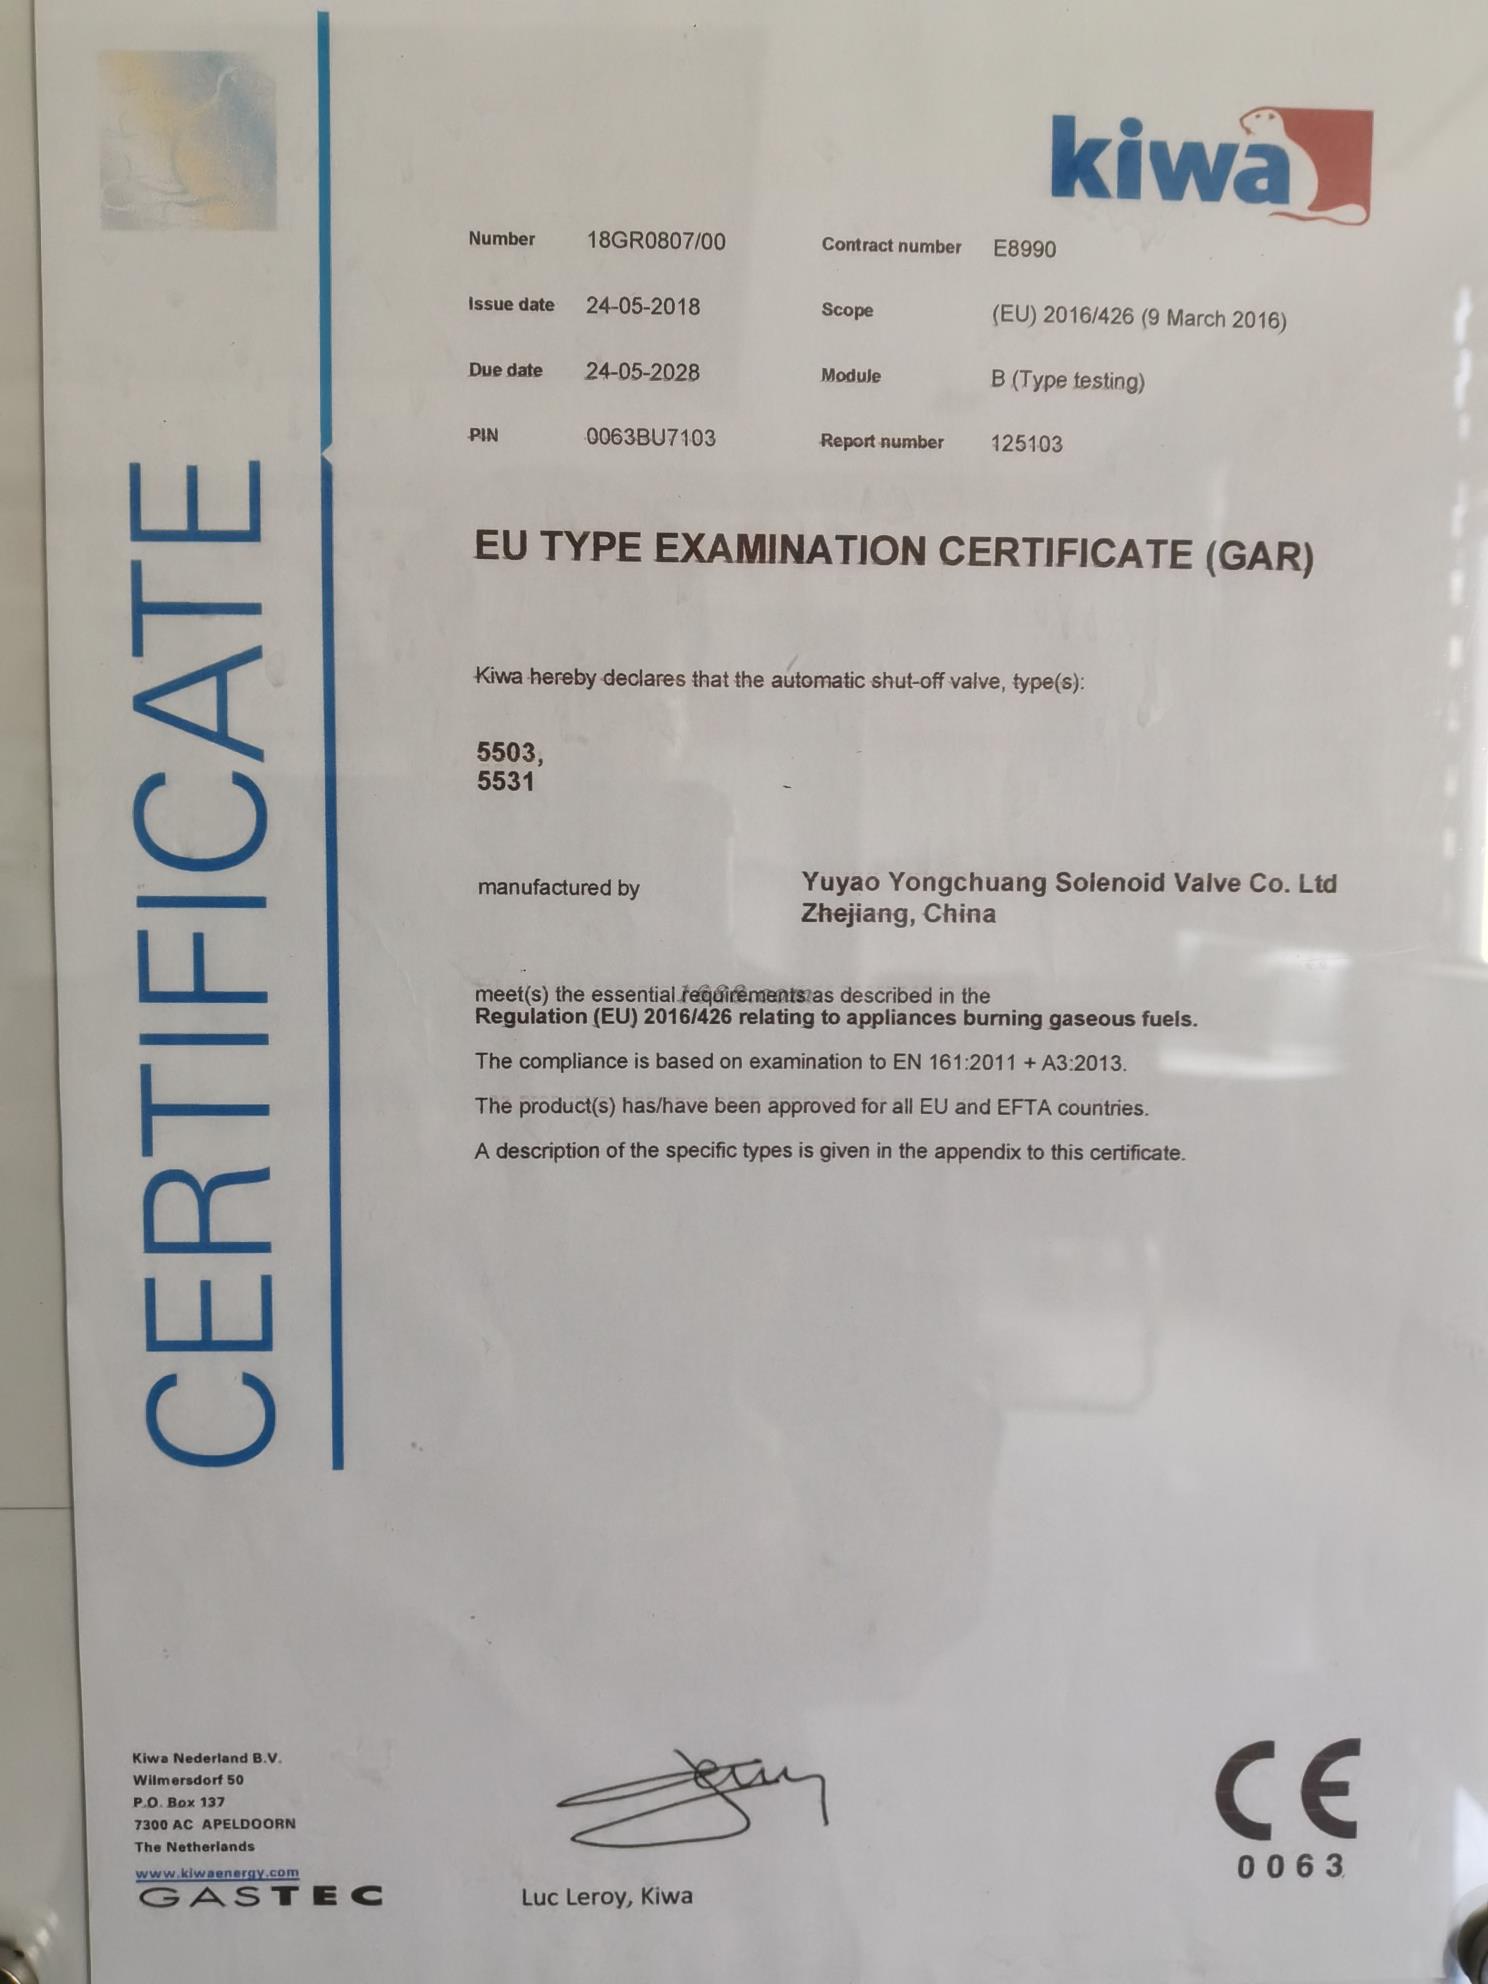 kiwa
Number 18GR0807/00 Contract number E8990
Issue date 24-05-2018 Scope (EU) 2016/426 (9 March 2016)
Due date 24-05-2028 Module B (Type testing)
PIN 0063BU7103 Report number 125103
CERTIFICATE
EU TYPE EXAMINATION CERTIFICATE (GAR)
Kiwa hereby declares that the automatic shut-off valve, type(s):
5503,
5531
manufactured by Yuyao Yongchuang Solenoid Valve Co. Ltd
Zhejiang, China
meet(s) the essential requirements as described in the
Regulation (EU) 2016/426 relating to appliances burning gaseous fuels.
The compliance is based on examination to EN 161:2011 + A3:2013.
The product(s) has/have been approved for all EU and EFTA countries.
A description of the specific types is given in the appendix to this certificate.
Kiwa Nederland B.V.
Wilmersdorf 50
P.O. Box 137
7300 AC APELDOORN
The Netherlands
www.kiwaenergy.com
GASTEC
Luc Leroy, Kiwa
CE
0063